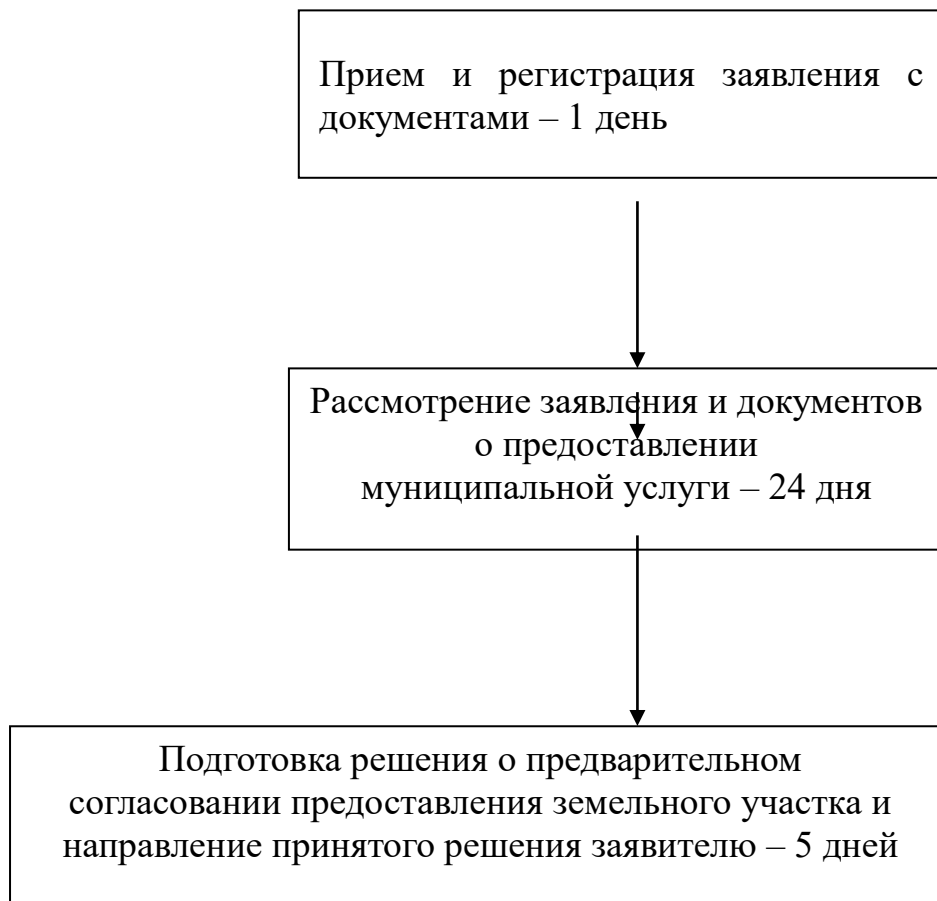 Прием и регистрация заявления с
документами – 1 день
Рассмотрение заявления и документов
о предоставлении
муниципальной услуги – 24 дня
Подготовка решения о предварительном
согласовании предоставления земельного участка и
направление принятого решения заявителю – 5 дней